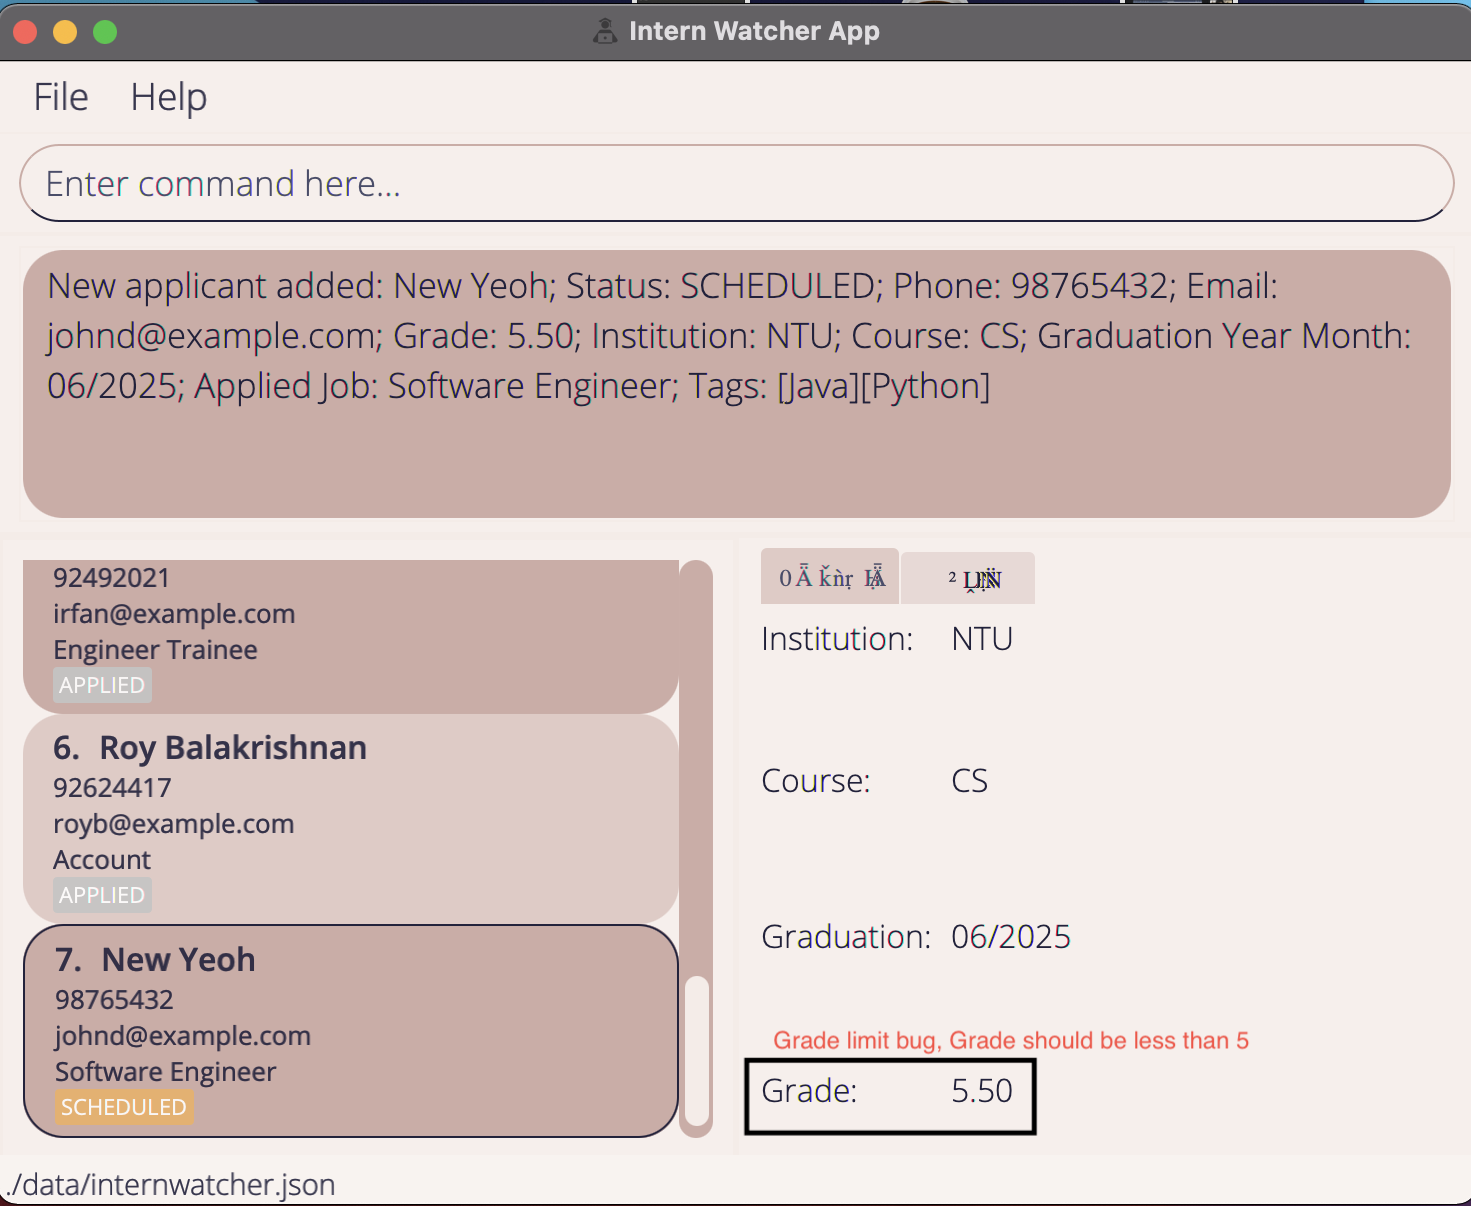 Intern Watcher App
File Help
Enter command here...
New applicant added: New Yeoh; Status: SCHEDULED; Phone: 98765432; Email:
johnd@example.com; Grade: 5.50; Institution: NTU; Course: CS; Graduation Year Month:
06/2025; Applied Job: Software Engineer; Tags: [Java][Python]
92492021
irfan@example.com
Engineer Trainee
APPLIED
6. Roy Balakrishnan
92624417
royb@example.com
Account
APPLIED
7. New Yeoh
98765432
johnd@example.com
Software Engineer
SCHEDULED
Institution: NTU
Course: CS
Graduation: 06/2025
Grade limit bug, Grade should be less than 5
Grade: 5.50
./data/internwatcher.json